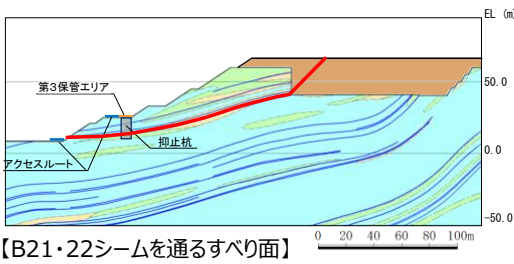 EL (m)
50.0
0.0
-50.0
第3保管エリア
抑止杭
アクセスルート
【B21・22シームを通るすべり面】
0 20 40 60 80 100m